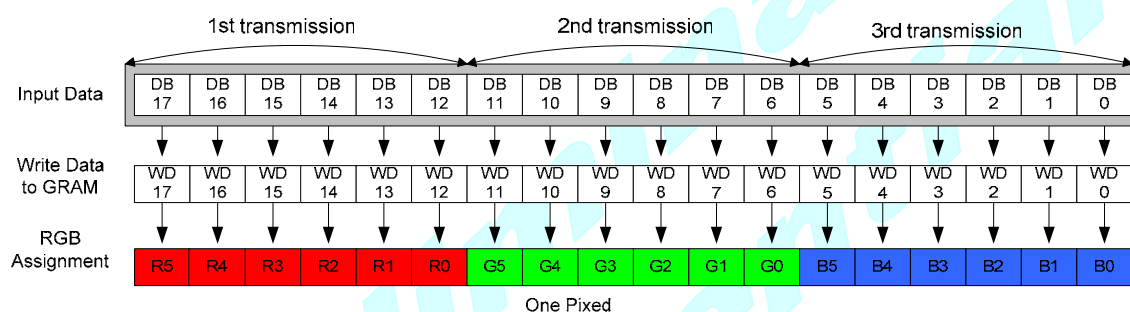 1st transmission 2nd transmission 3rd transmission
Input Data
DB 17 DB 16 DB 15 DB 14 DB 13 DB 12 DB 11 DB 10 DB 9 DB 8 DB 7 DB 6 DB 5 DB 4 DB 3 DB 2 DB 1 DB 0
Write Data to GRAM
WD 17 WD 16 WD 15 WD 14 WD 13 WD 12 WD 11 WD 10 WD 9 WD 8 WD 7 WD 6 WD 5 WD 4 WD 3 WD 2 WD 1 WD 0
RGB Assignment
R5 R4 R3 R2 R1 R0 G5 G4 G3 G2 G1 G0 B5 B4 B3 B2 B1 B0
One Pixed